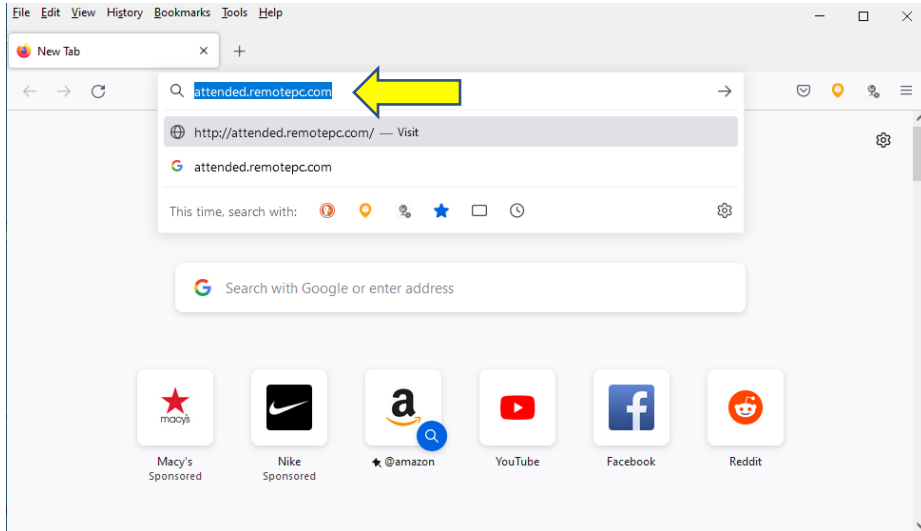 File Edit View History Bookmarks Tools Help
New Tab
attended.remotepc.com
http://attended.remotepc.com/ — Visit
attended.remotepc.com
This time, search with:
Search with Google or enter address
macy's
Macy's
Sponsored
Nike
Sponsored
@amazon
YouTube
Facebook
Reddit